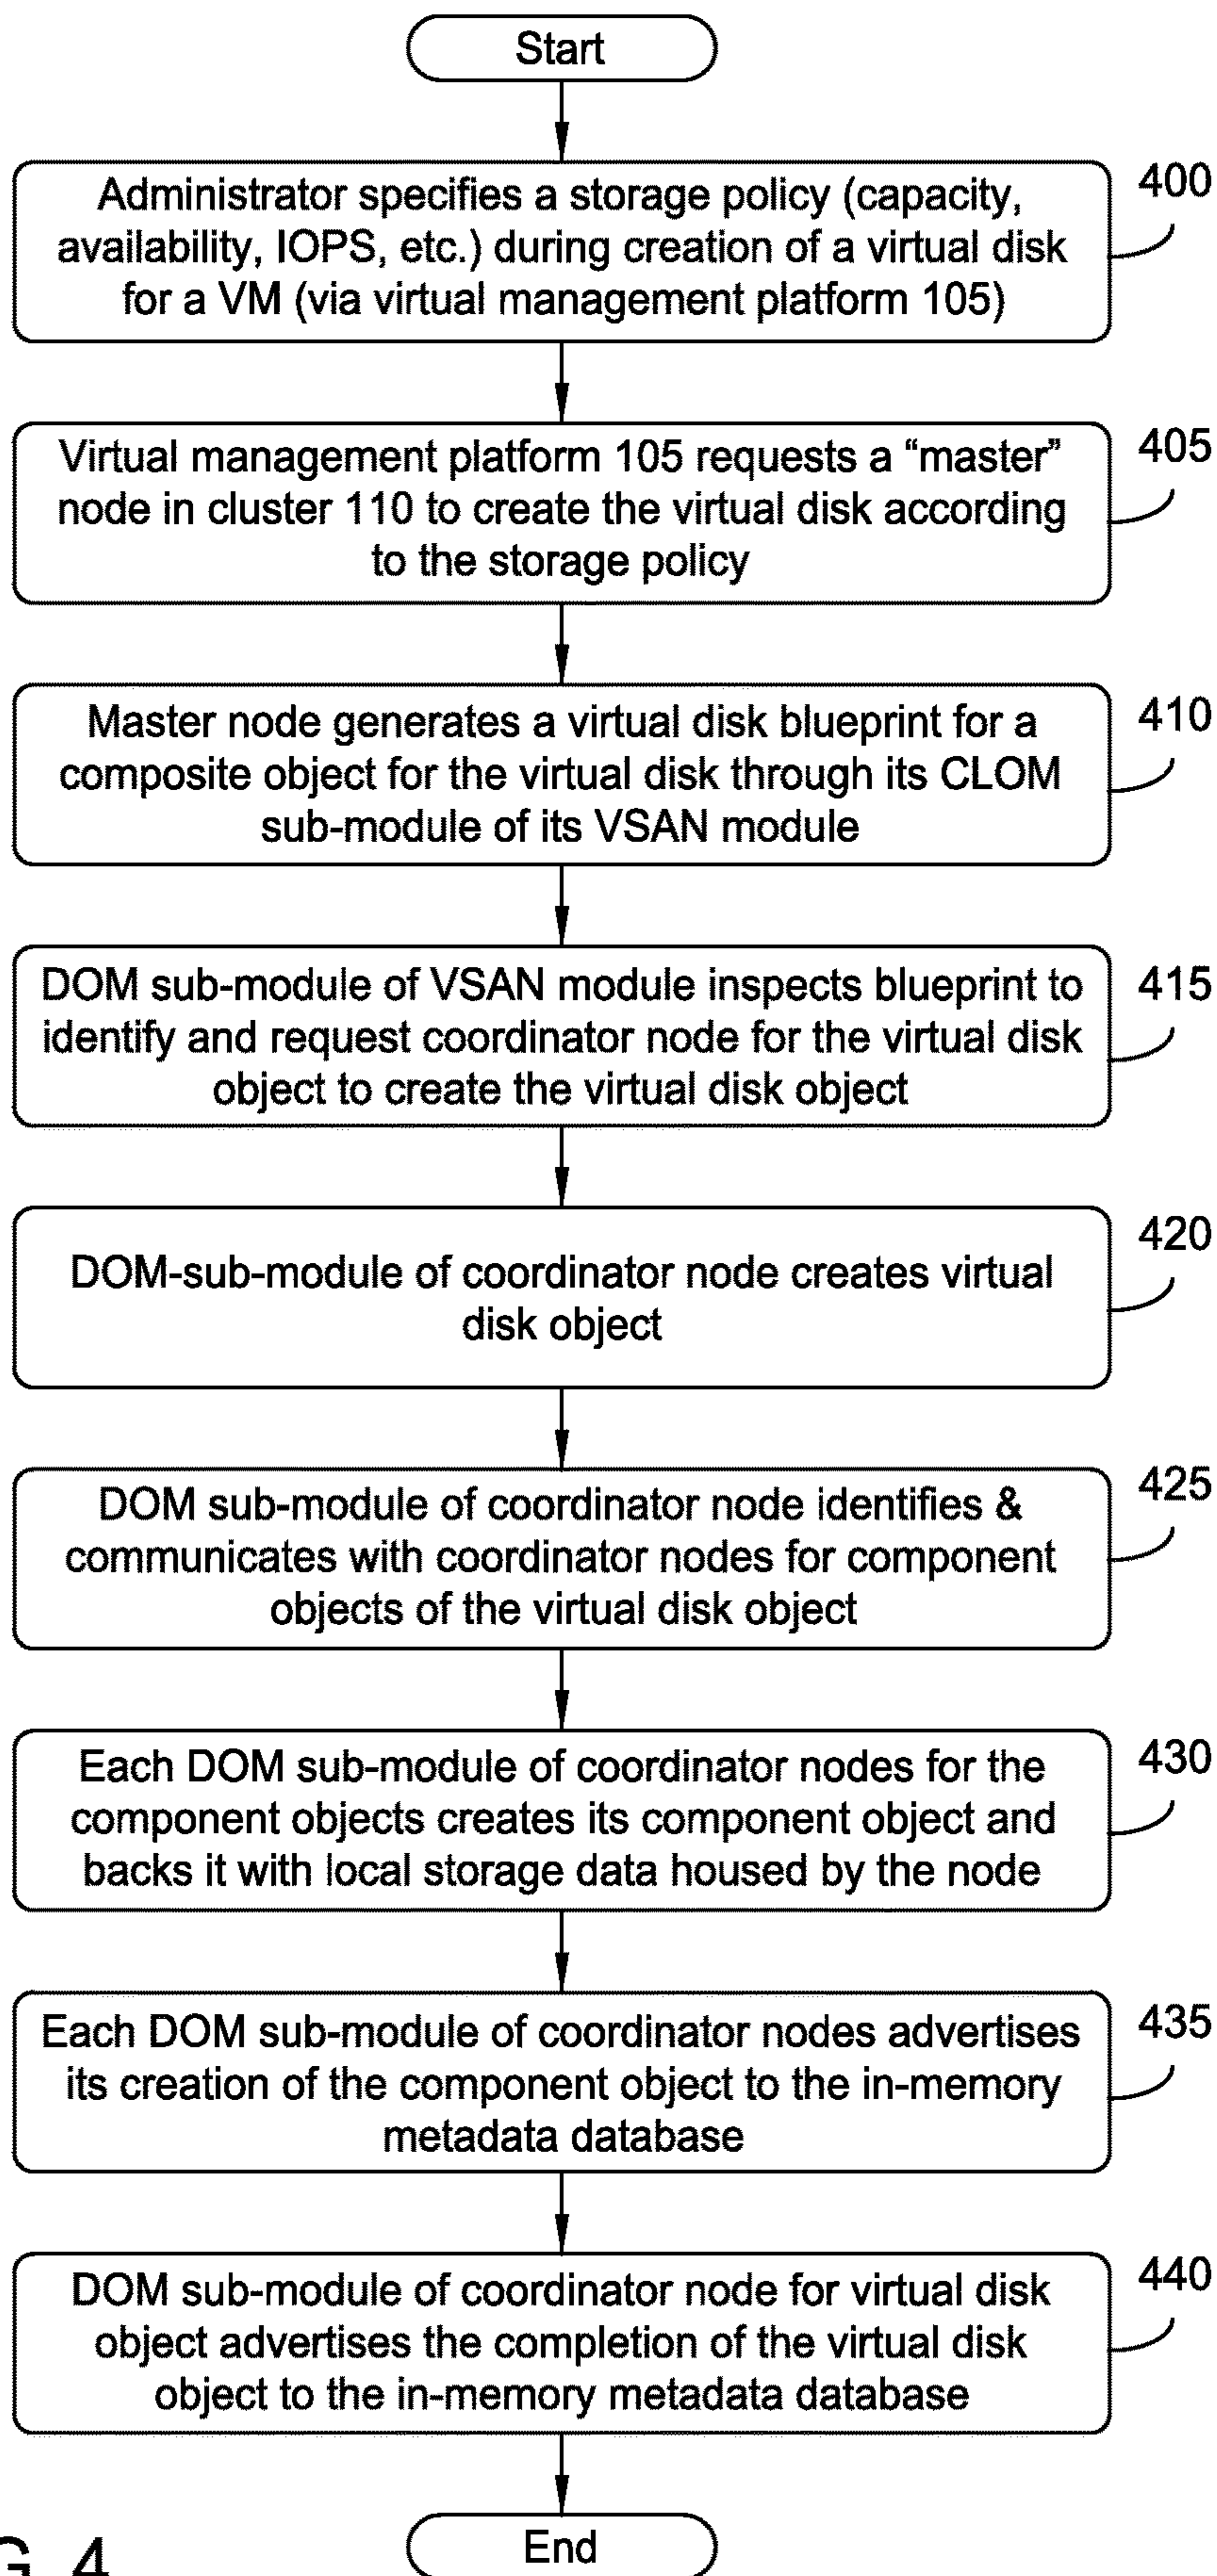 Start
Administrator specifies a storage policy (capacity,
availability, IOPS, etc.) during creation of a virtual disk
for a VM (via virtual management platform 105)
400
Virtual management platform 105 requests a “master”
node in cluster 110 to create the virtual disk according
to the storage policy
405
Master node generates a virtual disk blueprint for a
composite object for the virtual disk through its CLOM
sub-module of its VSAN module
410
DOM sub-module of VSAN module inspects blueprint to
identify and request coordinator node for the virtual disk
object to create the virtual disk object
415
DOM-sub-module of coordinator node creates virtual
disk object
420
DOM sub-module of coordinator node identifies &
communicates with coordinator nodes for component
objects of the virtual disk object
425
Each DOM sub-module of coordinator nodes for the
component objects creates its component object and
backs it with local storage data housed by the node
430
Each DOM sub-module of coordinator nodes advertises
its creation of the component object to the in-memory
metadata database
435
DOM sub-module of coordinator node for virtual disk
object advertises the completion of the virtual disk
object to the in-memory metadata database
440
End
4